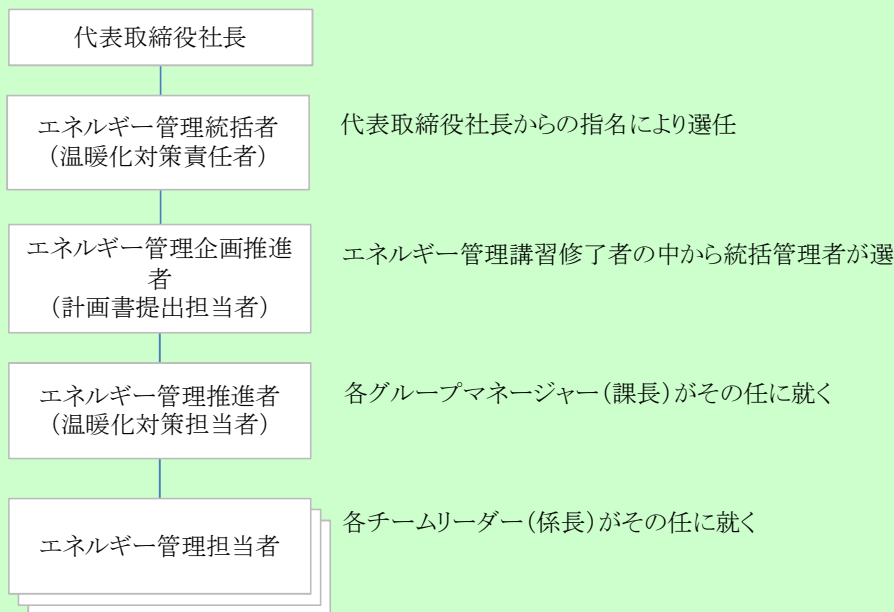 代表取締役社長
エネルギー管理統括者
（温暖化対策責任者）
代表取締役社長からの指名により選任
エネルギー管理企画推進
者
（計画書提出担当者）
エネルギー管理講習修了者の中から統括管理者が選
エネルギー管理推進者
（温暖化対策担当者）
各グループマネージャー（課長）がその任に就く
エネルギー管理担当者
各チームリーダー（係長）がその任に就く